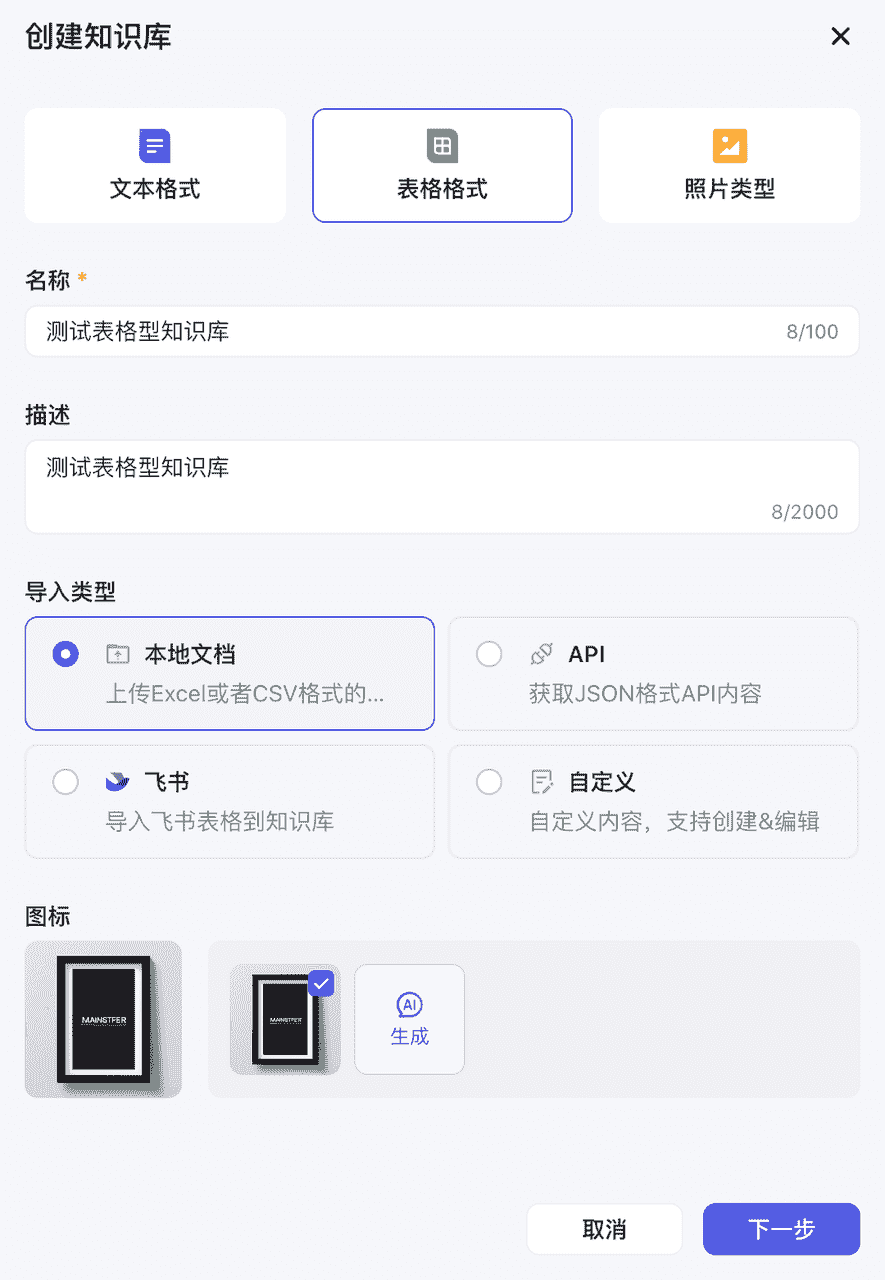 创建知识库
文本格式
表格格式
照片类型
名称 *
测试表格型知识库
8/100
描述
测试表格型知识库
8/2000
导入类型
本地文档
上传Excel或者CSV格式的...
API
获取JSON格式API内容
飞书
导入飞书表格到知识库
自定义
自定义内容，支持创建&编辑
图标
MAINSTFER
MAINSTFER
AI
生成
取消
下一步